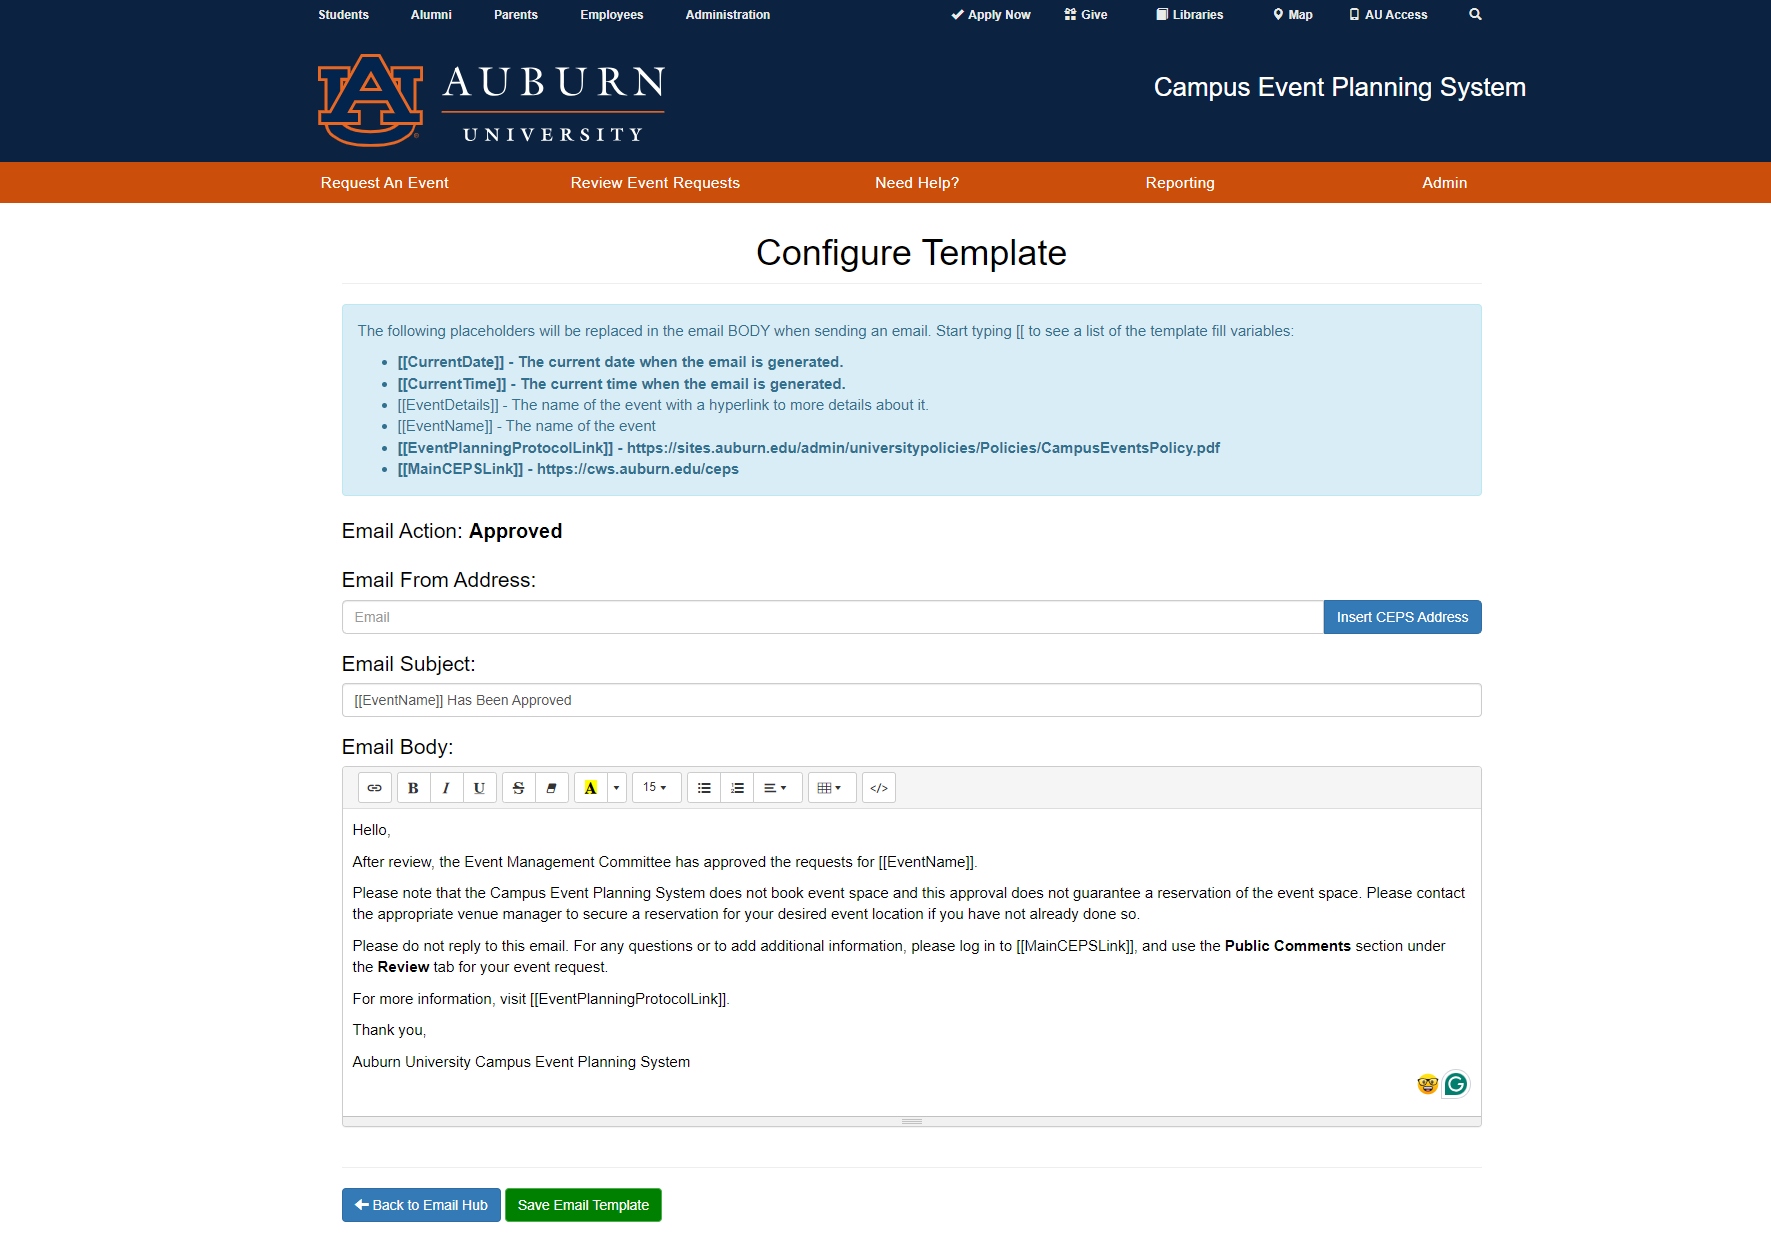 Students Alumni Parents Employees Administration Apply Now Give Libraries Map AU Access
AUBURN
UNIVERSITY
Campus Event Planning System
Request An Event Review Event Requests Need Help? Reporting Admin
Configure Template
The following placeholders will be replaced in the email BODY when sending an email. Start typing [[ to see a list of the template fill variables:
[[CurrentDate]] - The current date when the email is generated.
[[CurrentTime]] - The current time when the email is generated.
[[EventDetails]] - The name of the event with a hyperlink to more details about it.
[[EventName]] - The name of the event
[[EventPlanningProtocolLink]] - https://sites.auburn.edu/admin/universitypolicies/Policies/CampusEventsPolicy.pdf
[[MainCEPSLink]] - https://cws.auburn.edu/ceps
Email Action: Approved
Email From Address:
Email Insert CEPS Address
Email Subject:
[[EventName]] Has Been Approved
Email Body:
B I U S A 15 </>
Hello,
After review, the Event Management Committee has approved the requests for [[EventName]].
Please note that the Campus Event Planning System does not book event space and this approval does not guarantee a reservation of the event space. Please contact
the appropriate venue manager to secure a reservation for your desired event location if you have not already done so.
Please do not reply to this email. For any questions or to add additional information, please log in to [[MainCEPSLink]], and use the Public Comments section under
the Review tab for your event request.
For more information, visit [[EventPlanningProtocolLink]].
Thank you,
Auburn University Campus Event Planning System
Back to Email Hub Save Email Template